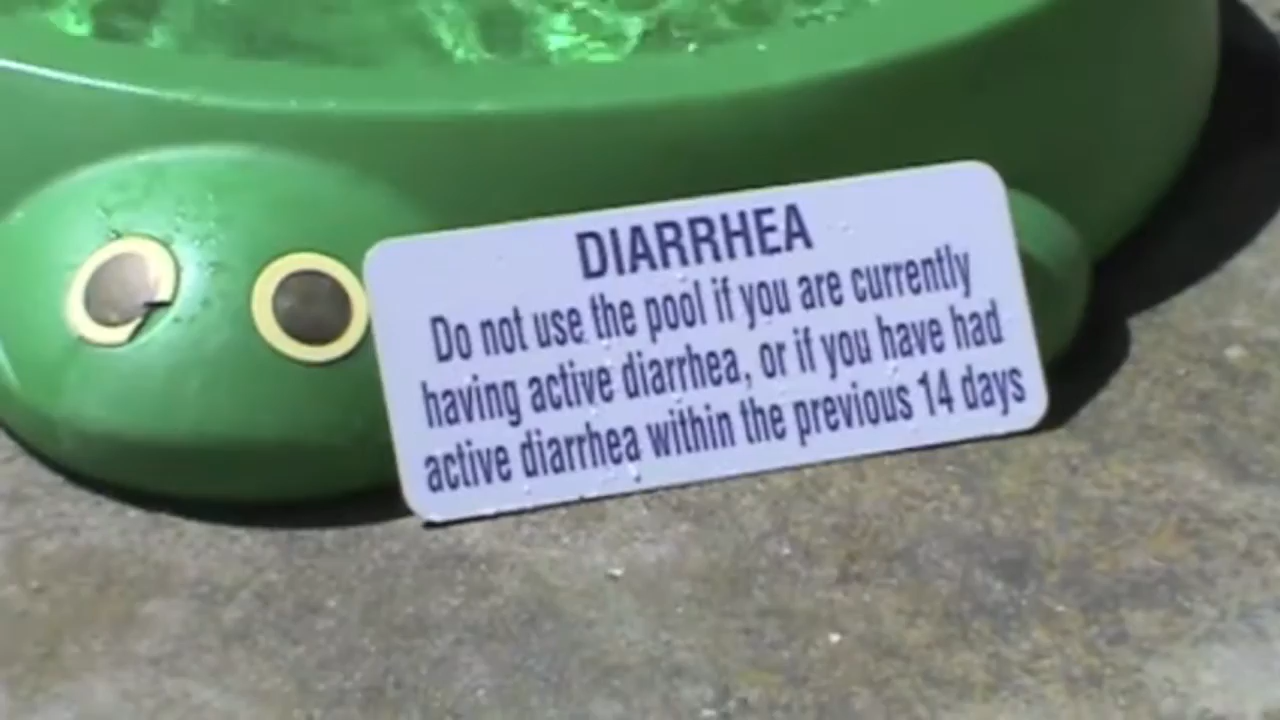 DIARRHEA
Do not use the pool if you are currently
having active diarrhea, or if you have had
active diarrhea within the previous 14 days